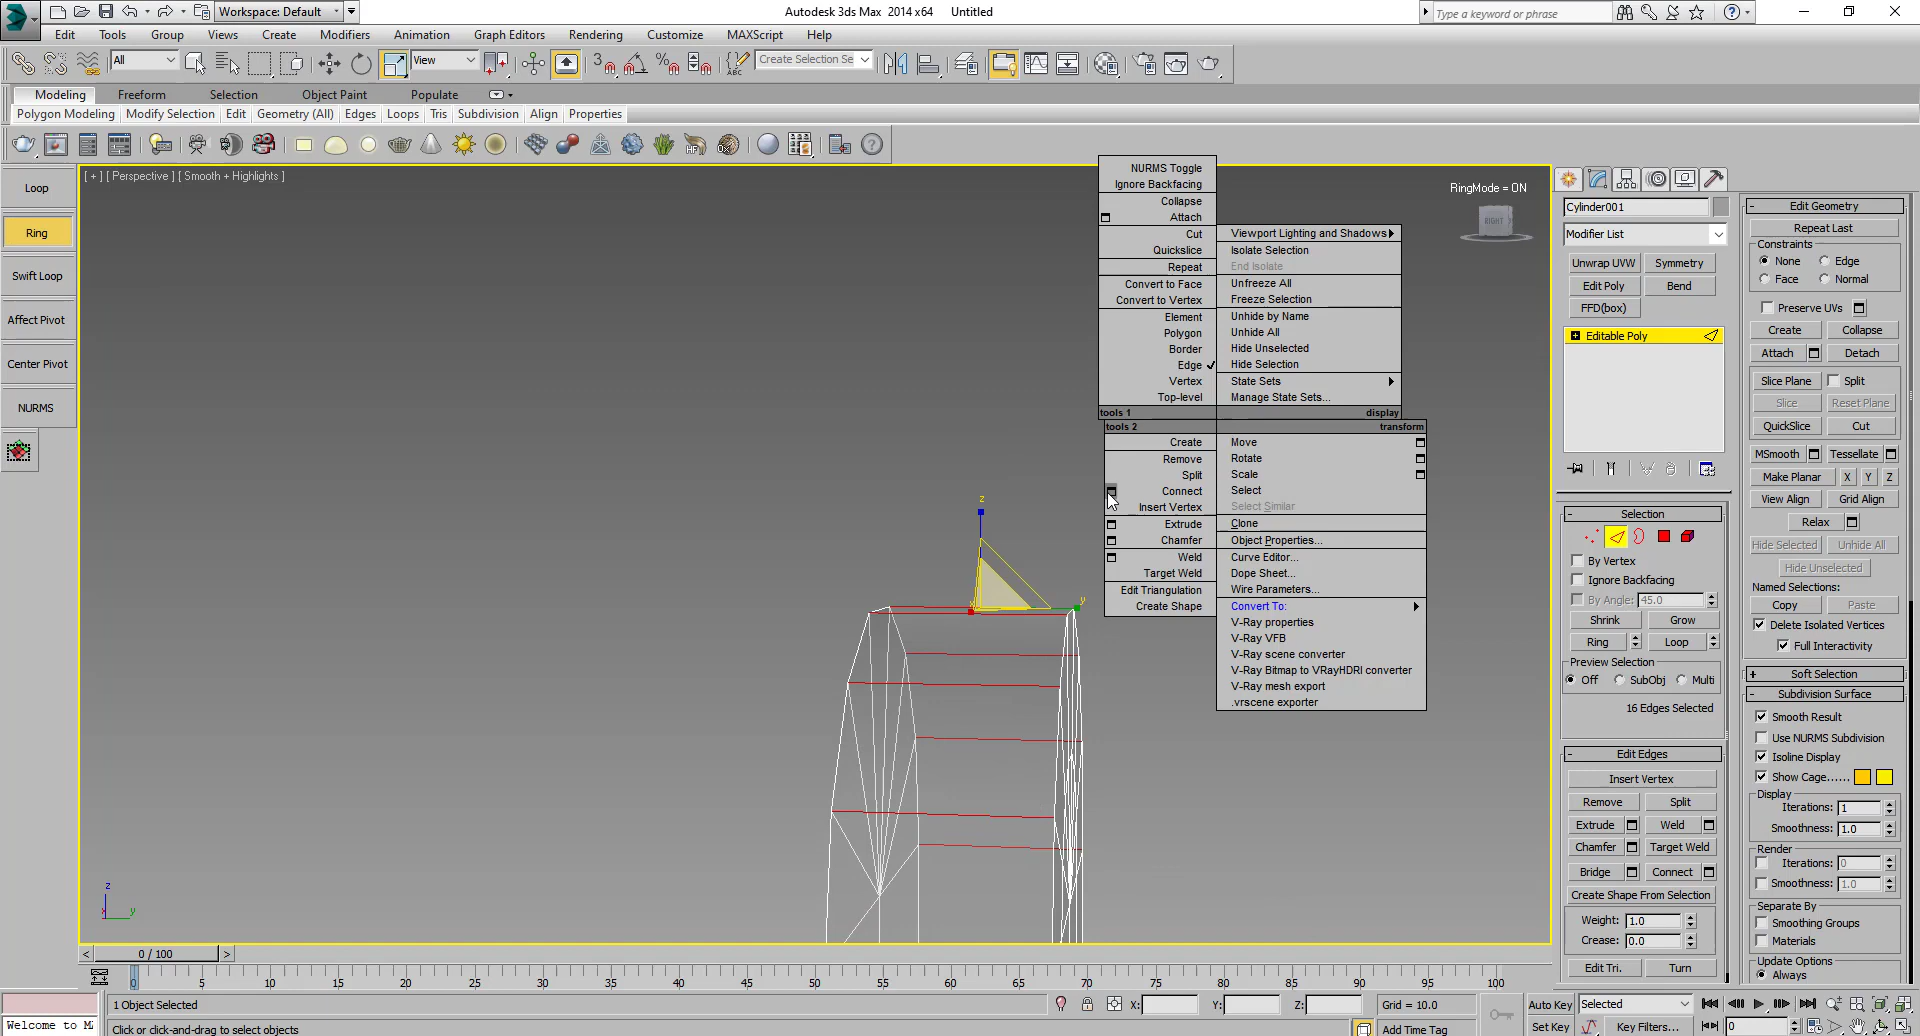 Workspace: Default
Autodesk 3ds Max 2014 x64 Untitled
Type a keyword or phrase
Edit Tools Group Views Create Modifiers Animation Graph Editors Rendering Customize MAXScript Help
All
View
Create Selection Se
Modeling Freeform Selection Object Paint Populate
Polygon Modeling Modify Selection Edit Geometry (All) Edges Loops Tris Subdivision Align Properties
[ + ] [ Perspective ] [ Smooth + Highlights ]
RingMode = ON
RIGHT
Loop
Ring
Swift Loop
Affect Pivot
Center Pivot
NURMS
NURMS Toggle
Ignore Backfacing
Collapse
Attach
Cut
Quickslice
Repeat
Convert to Face
Convert to Vertex
Element
Polygon
Border
Edge
Vertex
Top-level
tools 1
display
Viewport Lighting and Shadows
Isolate Selection
End Isolate
Unfreeze All
Freeze Selection
Unhide by Name
Unhide All
Hide Unselected
Hide Selection
State Sets
Manage State Sets...
tools 2
transform
Create
Remove
Split
Connect
Insert Vertex
Extrude
Chamfer
Weld
Target Weld
Edit Triangulation
Create Shape
Move
Rotate
Scale
Select
Select Similar
Clone
Object Properties...
Curve Editor...
Dope Sheet...
Wire Parameters...
Convert To:
V-Ray properties
V-Ray VFB
V-Ray scene converter
V-Ray Bitmap to VRayHDRI converter
V-Ray mesh export
.vrscene exporter
z
x
y
z
x
y
Cylinder001
Modifier List
Unwrap UVW Symmetry
Edit Poly Bend
FFD(box)
Editable Poly
Selection
By Vertex
Ignore Backfacing
By Angle: 45.0
Shrink Grow
Ring Loop
Preview Selection
Off SubObj Multi
16 Edges Selected
Edit Edges
Insert Vertex
Remove Split
Extrude Weld
Chamfer Target Weld
Bridge Connect
Create Shape From Selection
Weight: 1.0
Crease: 0.0
Edit Tri. Turn
Edit Geometry
Repeat Last
Constraints
None Edge
Face Normal
Preserve UVs
Create Collapse
Attach Detach
Slice Plane Split
Slice Reset Plane
QuickSlice Cut
MSmooth Tessellate
Make Planar X Y Z
View Align Grid Align
Relax
Hide Selected Unhide All
Hide Unselected
Named Selections:
Copy Paste
Delete Isolated Vertices
Full Interactivity
Soft Selection
Subdivision Surface
Smooth Result
Use NURMS Subdivision
Isoline Display
Show Cage......
Display
Iterations: 1
Smoothness: 1.0
Render
Iterations: 0
Smoothness: 1.0
Separate By
Smoothing Groups
Materials
Update Options
Always
0 / 100
0 5 10 15 20 25 30 35 40 45 50 55 60 65 70 75 80 85 90 95 100
1 Object Selected
X: Y: Z: Grid = 10.0
Auto Key Selected
Welcome to M
Click or click-and-drag to select objects
Add Time Tag
Set Key Key Filters...
0